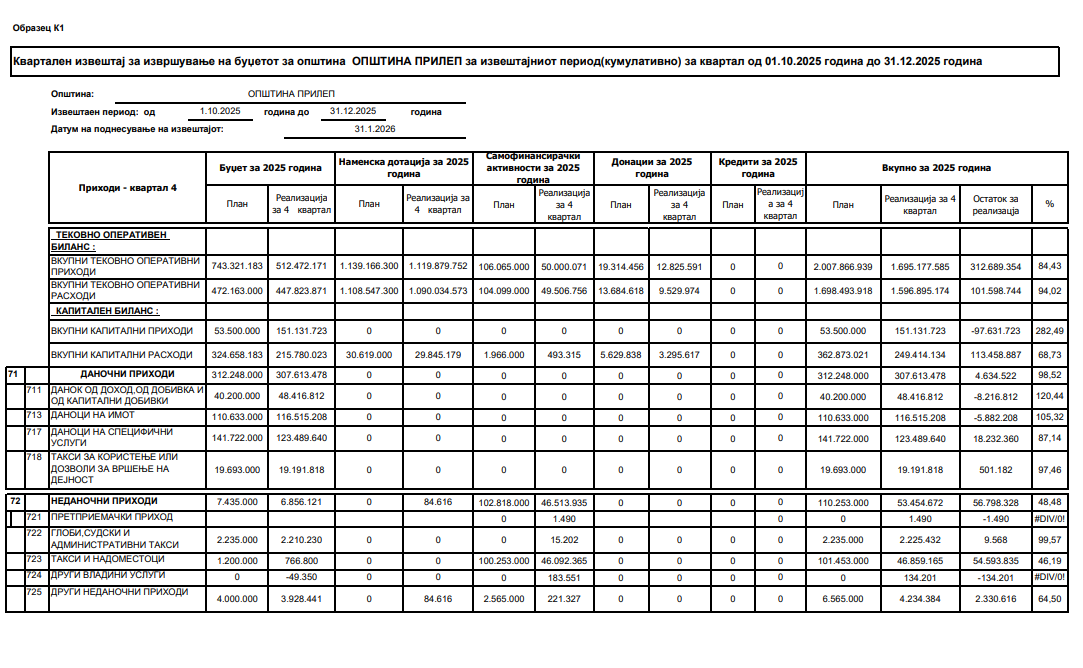 Образец К1
Квартален извештај за извршување на буџетот за општина ОПШТИНА ПРИЛЕП за извештајниот период(кумулативно) за квартал од 01.10.2025 година до 31.12.2025 година
Општина: ОПШТИНА ПРИЛЕП
Извештаен период: од 1.10.2025 година до 31.12.2025 година
Датум на поднесување на извештајот: 31.1.2026
Приходи - квартал 4
Буџет за 2025 година
Наменска дотација за 2025 година
Самофинансирачки активности за 2025 година
Донации за 2025 година
Кредити за 2025 година
Вкупно за 2025 година
План
Реализација за 4 квартал
План
Реализација за 4 квартал
План
Реализација за 4 квартал
План
Реализација за 4 квартал
План
Реализациј а за 4 квартал
План
Реализација за 4 квартал
Остаток за реализацја
%
ТЕКОВНО ОПЕРАТИВЕН БИЛАНС :
ВКУПНИ ТЕКОВНО ОПЕРАТИВНИ ПРИХОДИ 743.321.183 512.472.171 1.139.166.300 1.119.879.752 106.065.000 50.000.071 19.314.456 12.825.591 0 0 2.007.866.939 1.695.177.585 312.689.354 84,43
ВКУПНИ ТЕКОВНО ОПЕРАТИВНИ РАСХОДИ 472.163.000 447.823.871 1.108.547.300 1.090.034.573 104.099.000 49.506.756 13.684.618 9.529.974 0 0 1.698.493.918 1.596.895.174 101.598.744 94,02
КАПИТАЛЕН БИЛАНС :
ВКУПНИ КАПИТАЛНИ ПРИХОДИ 53.500.000 151.131.723 0 0 0 0 0 0 0 0 53.500.000 151.131.723 -97.631.723 282,49
ВКУПНИ КАПИТАЛНИ РАСХОДИ 324.658.183 215.780.023 30.619.000 29.845.179 1.966.000 493.315 5.629.838 3.295.617 0 0 362.873.021 249.414.134 113.458.887 68,73
71 ДАНОЧНИ ПРИХОДИ 312.248.000 307.613.478 0 0 0 0 0 0 0 0 312.248.000 307.613.478 4.634.522 98,52
711 ДАНОК ОД ДОХОД,ОД ДОБИВКА И ОД КАПИТАЛНИ ДОБИВКИ 40.200.000 48.416.812 0 0 0 0 0 0 0 0 40.200.000 48.416.812 -8.216.812 120,44
713 ДАНОЦИ НА ИМОТ 110.633.000 116.515.208 0 0 0 0 0 0 0 0 110.633.000 116.515.208 -5.882.208 105,32
717 ДАНОЦИ НА СПЕЦИФИЧНИ УСЛУГИ 141.722.000 123.489.640 0 0 0 0 0 0 0 0 141.722.000 123.489.640 18.232.360 87,14
718 ТАКСИ ЗА КОРИСТЕЊЕ ИЛИ ДОЗВОЛИ ЗА ВРШЕЊЕ НА ДЕЈНОСТ 19.693.000 19.191.818 0 0 0 0 0 0 0 0 19.693.000 19.191.818 501.182 97,46
72 НЕДАНОЧНИ ПРИХОДИ 7.435.000 6.856.121 0 84.616 102.818.000 46.513.935 0 0 0 0 110.253.000 53.454.672 56.798.328 48,48
721 ПРЕТПРИЕМАЧКИ ПРИХОД 0 1.490 0 0 0 0 0 1.490 -1.490 #DIV/0!
722 ГЛОБИ,СУДСКИ И АДМИНИСТРАТИВНИ ТАКСИ 2.235.000 2.210.230 0 0 0 15.202 0 0 0 0 2.235.000 2.225.432 9.568 99,57
723 ТАКСИ И НАДОМЕСТОЦИ 1.200.000 766.800 0 0 100.253.000 46.092.365 0 0 0 0 101.453.000 46.859.165 54.593.835 46,19
724 ДРУГИ ВЛАДИНИ УСЛУГИ 0 -49.350 0 0 0 183.551 0 0 0 0 0 134.201 -134.201 #DIV/0!
725 ДРУГИ НЕДАНОЧНИ ПРИХОДИ 4.000.000 3.928.441 0 84.616 2.565.000 221.327 0 0 0 0 6.565.000 4.234.384 2.330.616 64,50